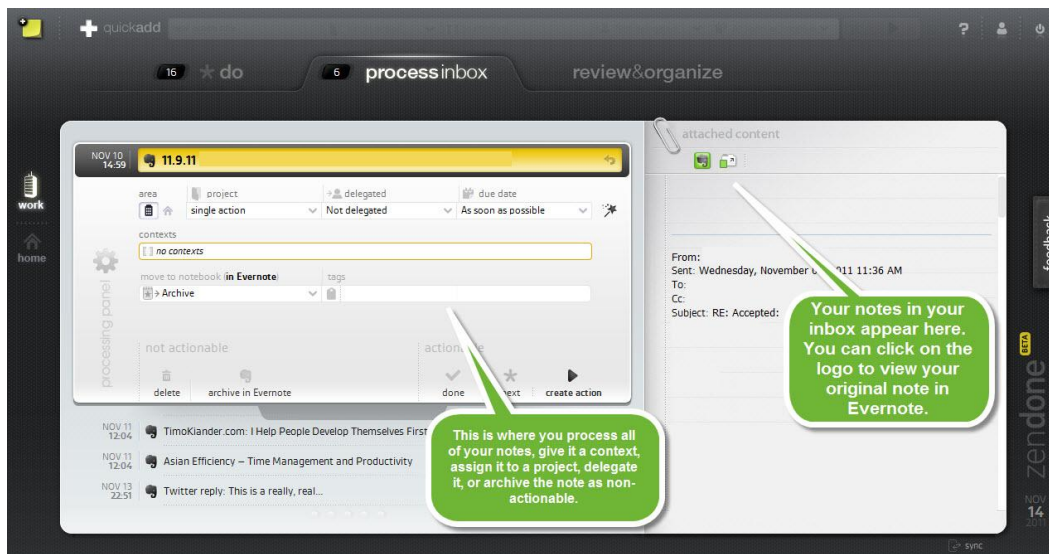 quickadd
?
16 do
6 processinbox
review&organize
attached content
NOV 10
14:59
11.9.11
work
home
area project delegated due date
single action Not delegated As soon as possible
contexts
[ ] no contexts
move to notebook (in Evernote) tags
> Archive
processing panel
not actionable actionable
delete archive in Evernote done next create action
From:
Sent: Wednesday, November 2011 11:36 AM
To:
Cc:
Subject: RE: Accepted:
Your notes in your
inbox appear here.
You can click on the
logo to view your
original note in
Evernote.
This is where you process all
of your notes, give it a context,
assign it to a project, delegate
it, or archive the note as non-
actionable.
NOV 11
12:04
TimoKiander.com: I Help People Develop Themselves First
NOV 11
12:04
Asian Efficiency – Time Management and Productivity
NOV 13
22:51
Twitter reply: This is a really, real...
feedback
zendone BETA
NOV
14
2011
sync